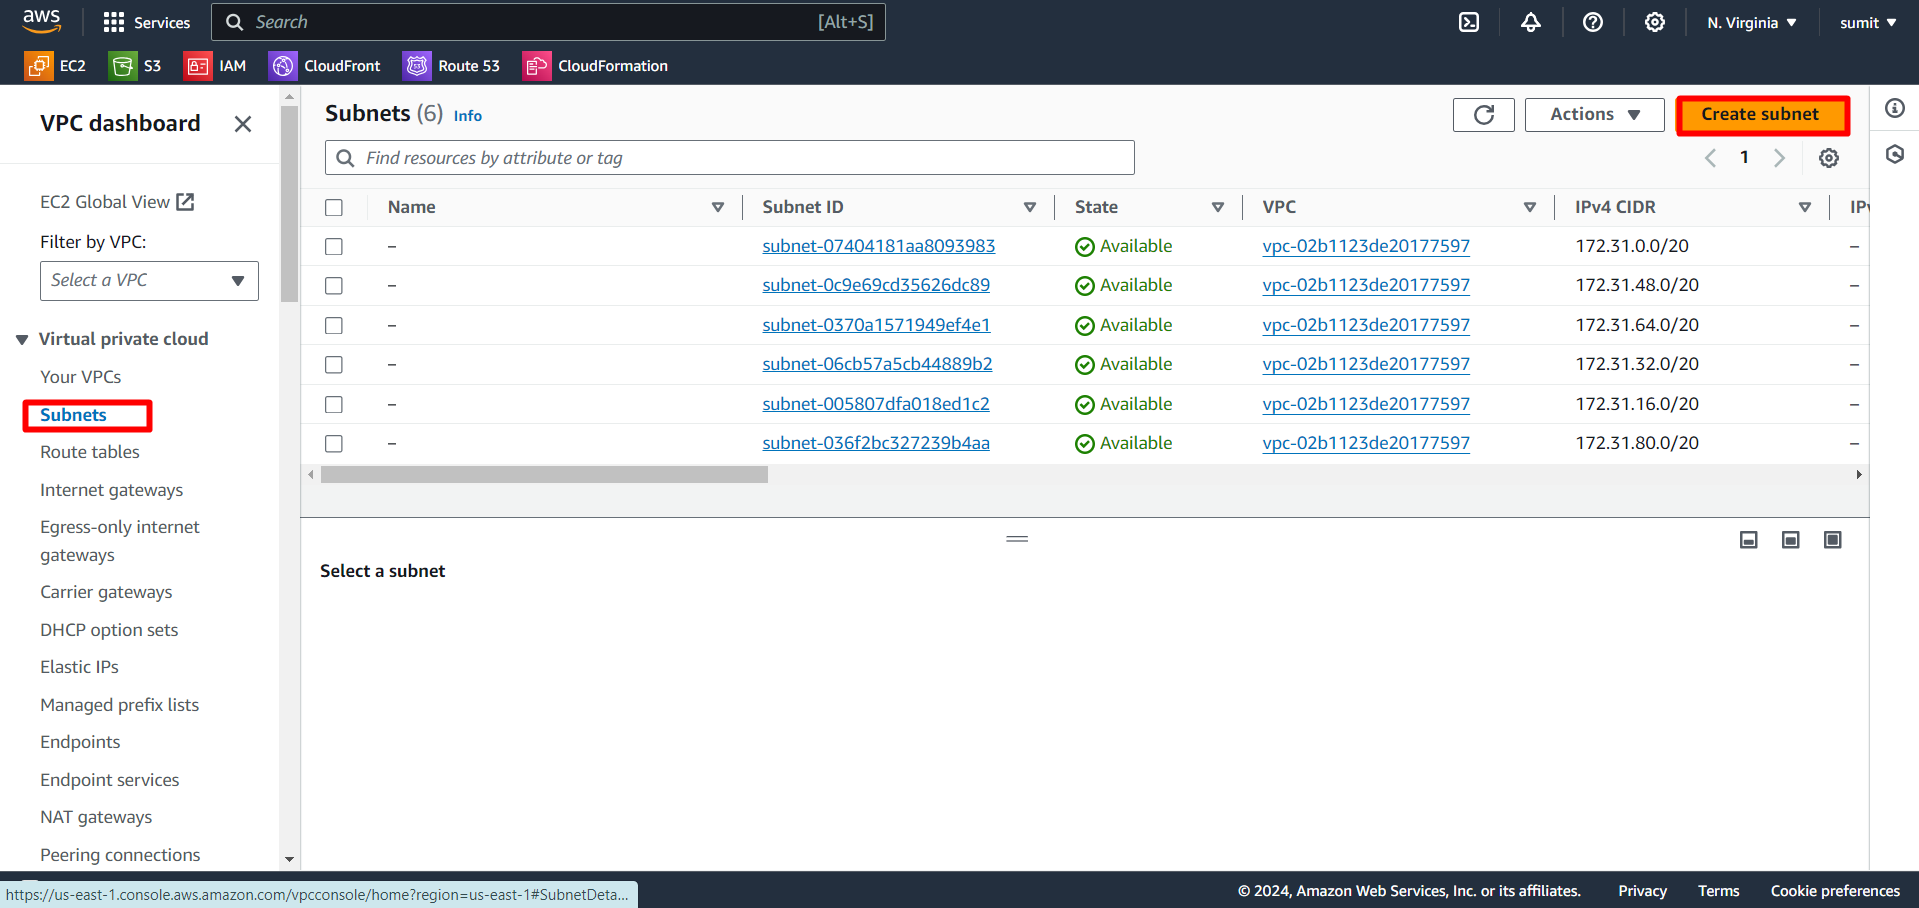 aws Services Search [Alt+S] N. Virginia sumit
EC2 S3 IAM CloudFront Route 53 CloudFormation
VPC dashboard
EC2 Global View
Filter by VPC:
Select a VPC
Virtual private cloud
Your VPCs
Subnets
Route tables
Internet gateways
Egress-only internet
gateways
Carrier gateways
DHCP option sets
Elastic IPs
Managed prefix lists
Endpoints
Endpoint services
NAT gateways
Peering connections
Subnets (6) Info Actions Create subnet
Find resources by attribute or tag 1
Name Subnet ID State VPC IPv4 CIDR
– subnet-07404181aa8093983 Available vpc-02b1123de20177597 172.31.0.0/20 –
– subnet-0c9e69cd35626dc89 Available vpc-02b1123de20177597 172.31.48.0/20 –
– subnet-0370a1571949ef4e1 Available vpc-02b1123de20177597 172.31.64.0/20 –
– subnet-06cb57a5cb44889b2 Available vpc-02b1123de20177597 172.31.32.0/20 –
– subnet-005807dfa018ed1c2 Available vpc-02b1123de20177597 172.31.16.0/20 –
– subnet-036f2bc327239b4aa Available vpc-02b1123de20177597 172.31.80.0/20 –
Select a subnet
https://us-east-1.console.aws.amazon.com/vpcconsole/home?region=us-east-1#SubnetDeta...
© 2024, Amazon Web Services, Inc. or its affiliates. Privacy Terms Cookie preferences